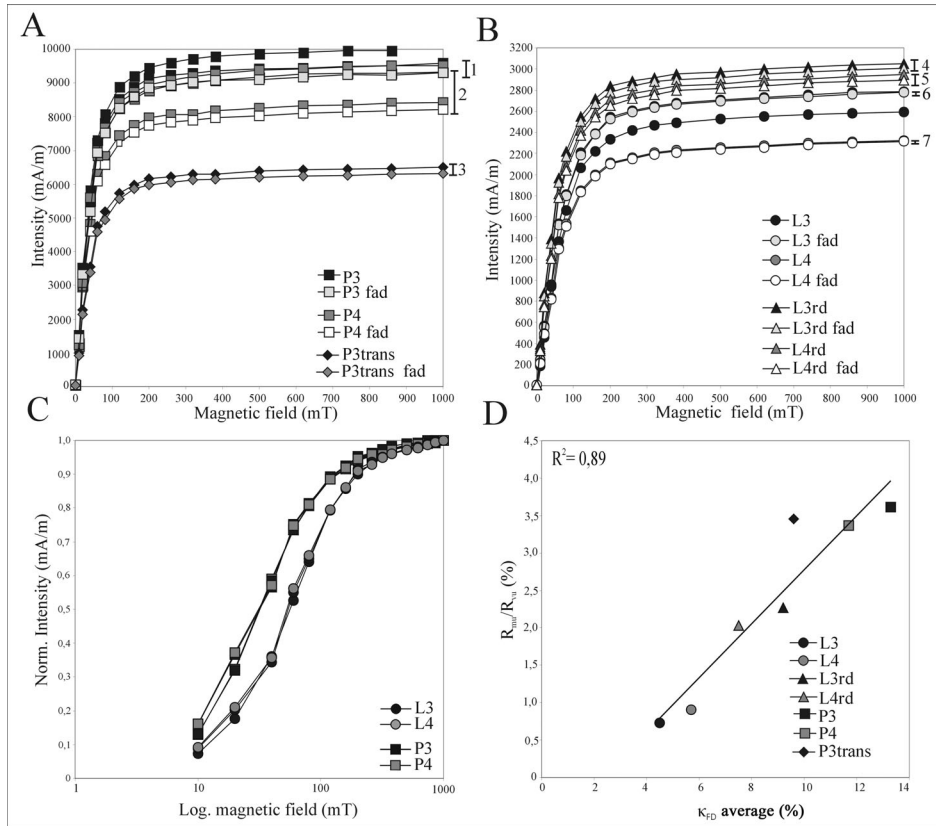 A
Intensity (mA/m)
10000
9000
8000
7000
6000
5000
4000
3000
2000
1000
0
0 100 200 300 400 500 600 700 800 900 1000
Magnetic field (mT)
1
2
3
P3
P3 fad
P4
P4 fad
P3trans
P3trans fad
B
Intensity (mA/m)
3200
3000
2800
2600
2400
2200
2000
1800
1600
1400
1200
1000
800
600
400
200
0
0 100 200 300 400 500 600 700 800 900 1000
Magnetic field (mT)
4
5
6
7
L3
L3 fad
L4
L4 fad
L3rd
L3rd fad
L4rd
L4rd fad
C
Norm. Intensity (mA/m)
1,0
0,9
0,8
0,7
0,6
0,5
0,4
0,3
0,2
0,1
0
1 10 100 1000
Log. magnetic field (mT)
L3
L4
P3
P4
D
R²= 0,89
4,5
4,0
3,5
3,0
2,5
2,0
1,5
1,0
0,5
0,0
0 2 4 6 8 10 12 14
κFD average (%)
L3
L4
L3rd
L4rd
P3
P4
P3trans